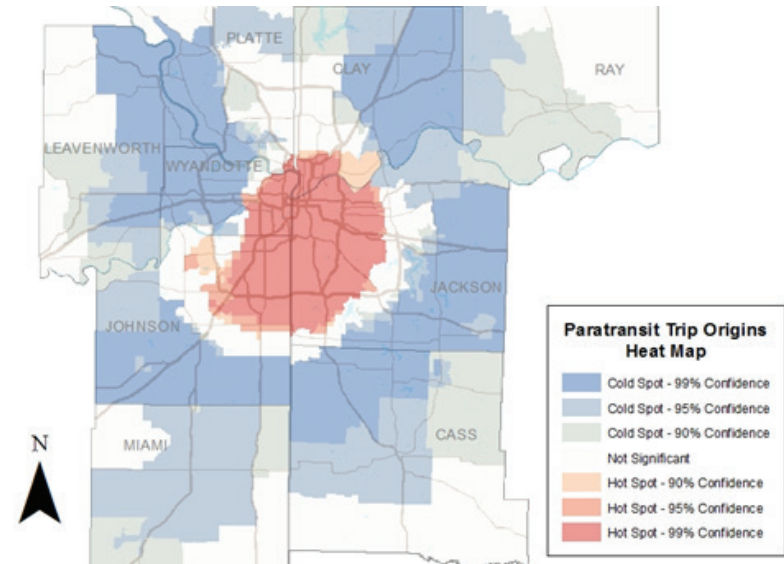 PLATTE
CLAY
RAY
LEAVENWORTH
WYANDOTTE
JACKSON
JOHNSON
MIAMI
CASS
N
Paratransit Trip Origins
Heat Map
Cold Spot - 99% Confidence
Cold Spot - 95% Confidence
Cold Spot - 90% Confidence
Not Significant
Hot Spot - 90% Confidence
Hot Spot - 95% Confidence
Hot Spot - 99% Confidence